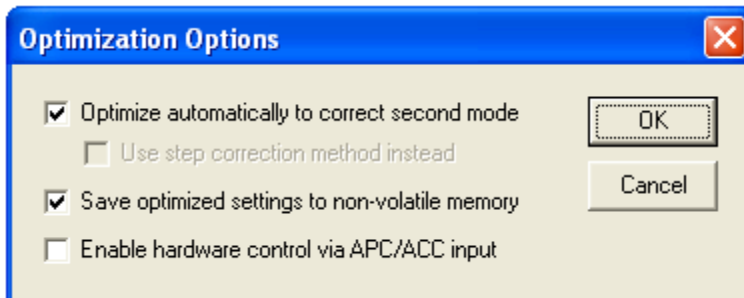 Optimization Options
Optimize automatically to correct second mode
OK
Use step correction method instead
Cancel
Save optimized settings to non-volatile memory
Enable hardware control via APC/ACC input